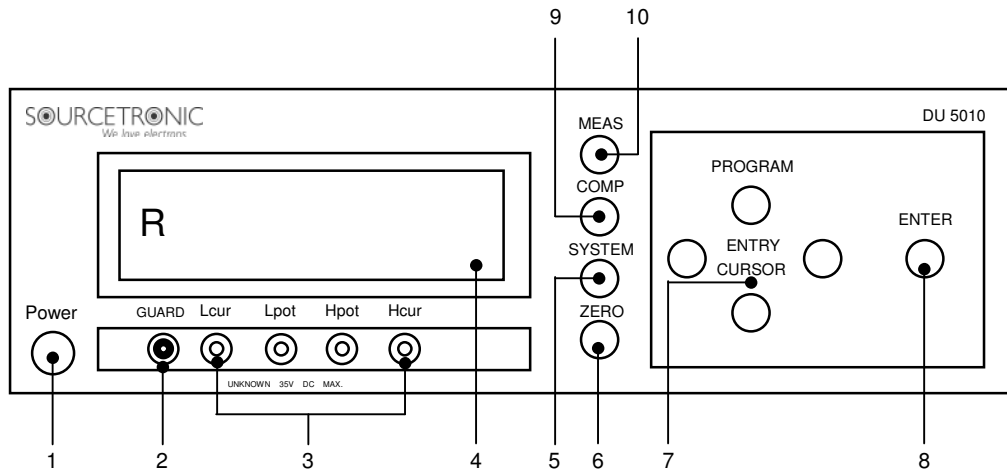 9 10
SOURCETRONIC
We love electrons
DU 5010
MEAS
PROGRAM
COMP
R
ENTER
ENTRY
SYSTEM
CURSOR
Power
GUARD Lcur Lpot Hpot Hcur
ZERO
UNKNOWN 35V DC MAX.
1 2 3 4 5 6 7 8